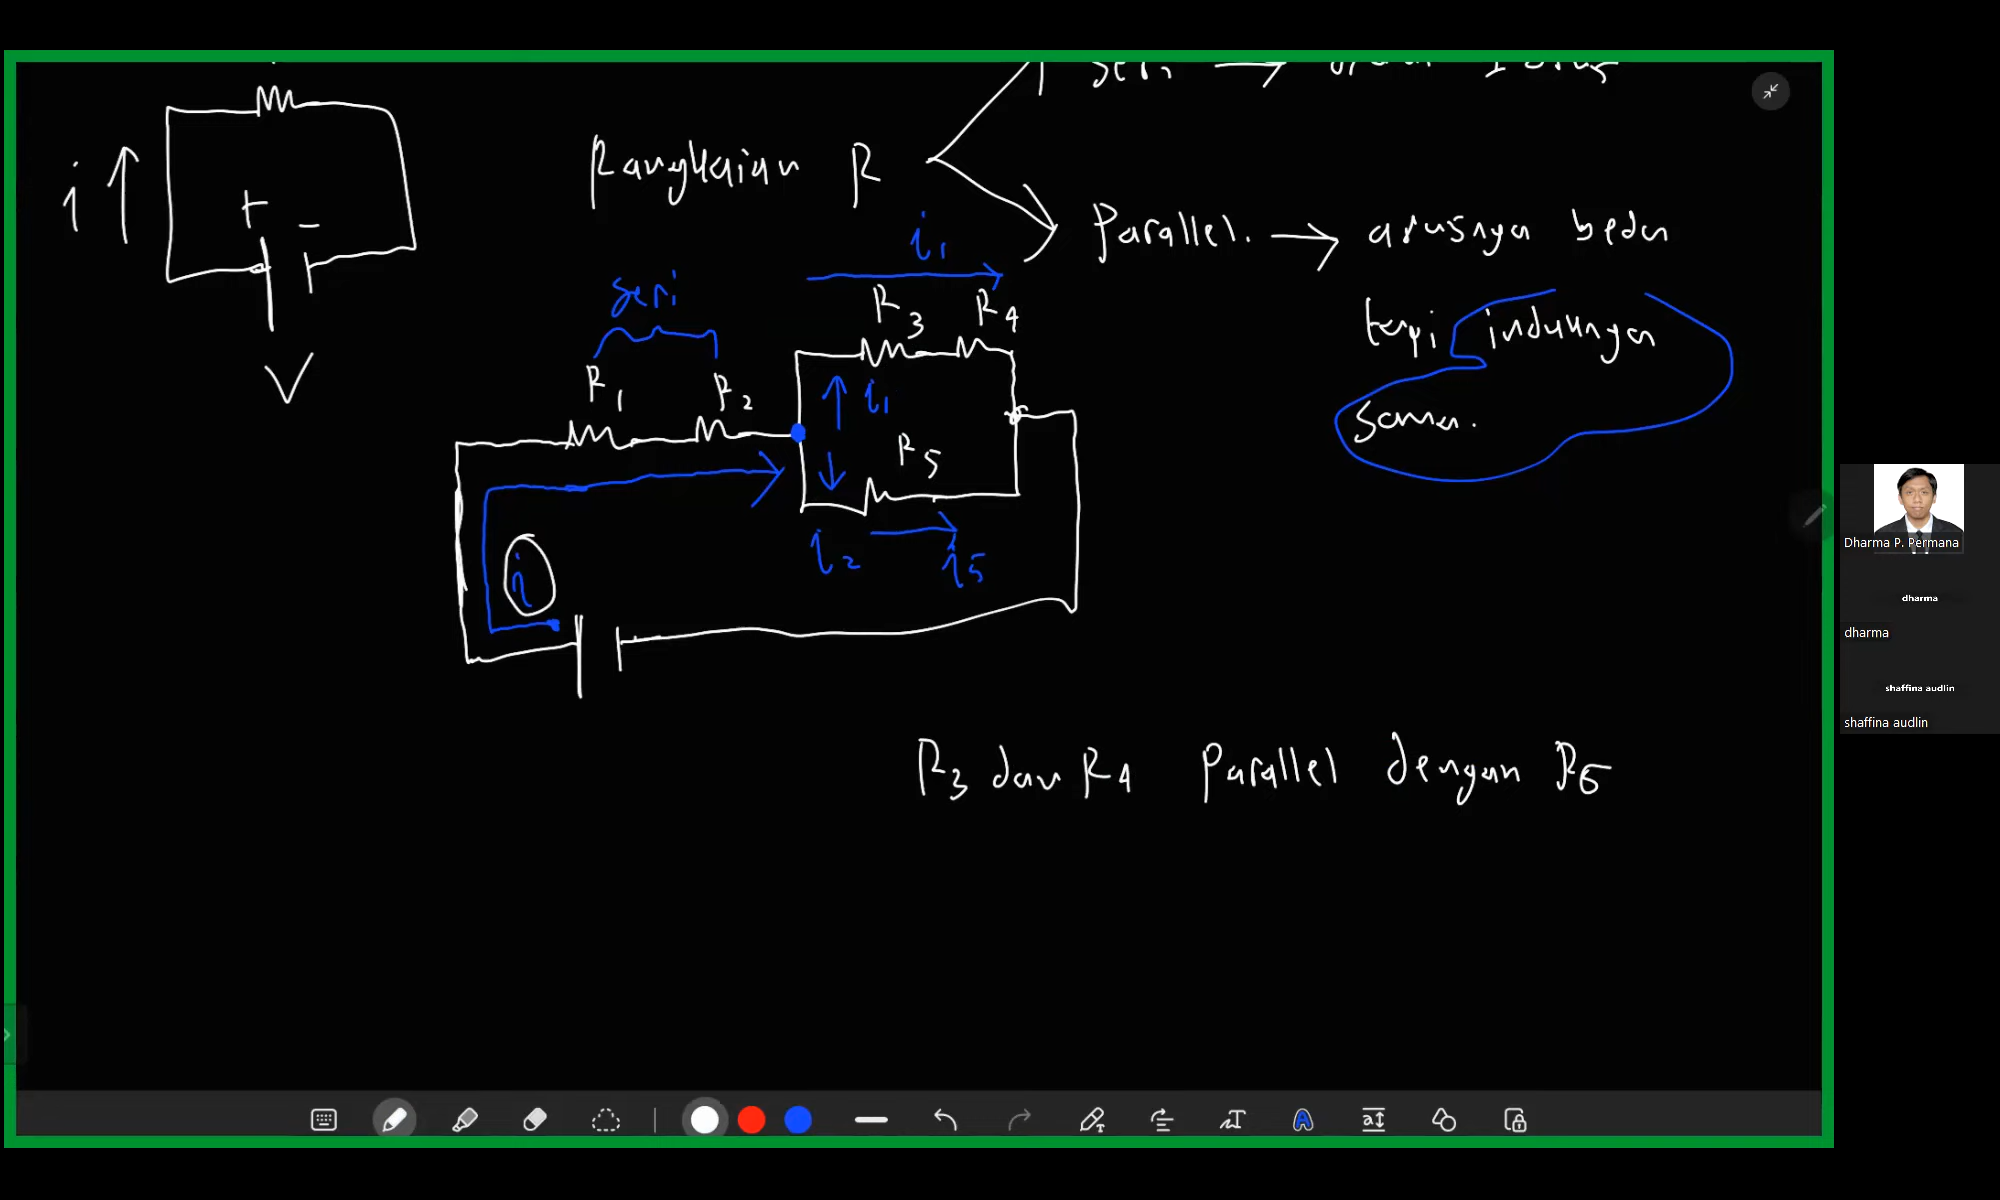 seri →
i
+ -
V
Rangkaian R
Parallel. → arusnya beda
tapi induknya
sama.
seri
i1
R3 R4
R1 R2
i1
R5
i2 i5
i
R3 dan R4 Parallel dengan R5
Dharma P. Permana
dharma
dharma
shaffina audlin
shaffina audlin